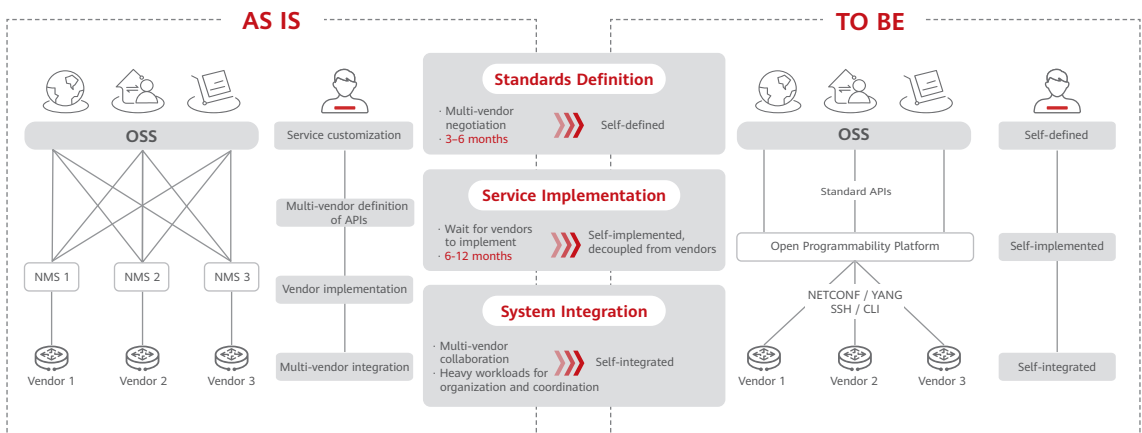 AS IS
TO BE
OSS
Service customization
Multi-vendor definition
of APIs
Vendor implementation
Multi-vendor integration
NMS 1
NMS 2
NMS 3
Vendor 1
Vendor 2
Vendor 3
Standards Definition
· Multi-vendor
negotiation
· 3–6 months
Self-defined
Service Implementation
· Wait for vendors
to implement
· 6-12 months
Self-implemented,
decoupled from vendors
System Integration
· Multi-vendor
collaboration
· Heavy workloads for
organization and coordination
Self-integrated
OSS
Standard APIs
Open Programmability Platform
NETCONF / YANG
SSH / CLI
Vendor 1
Vendor 2
Vendor 3
Self-defined
Self-implemented
Self-integrated